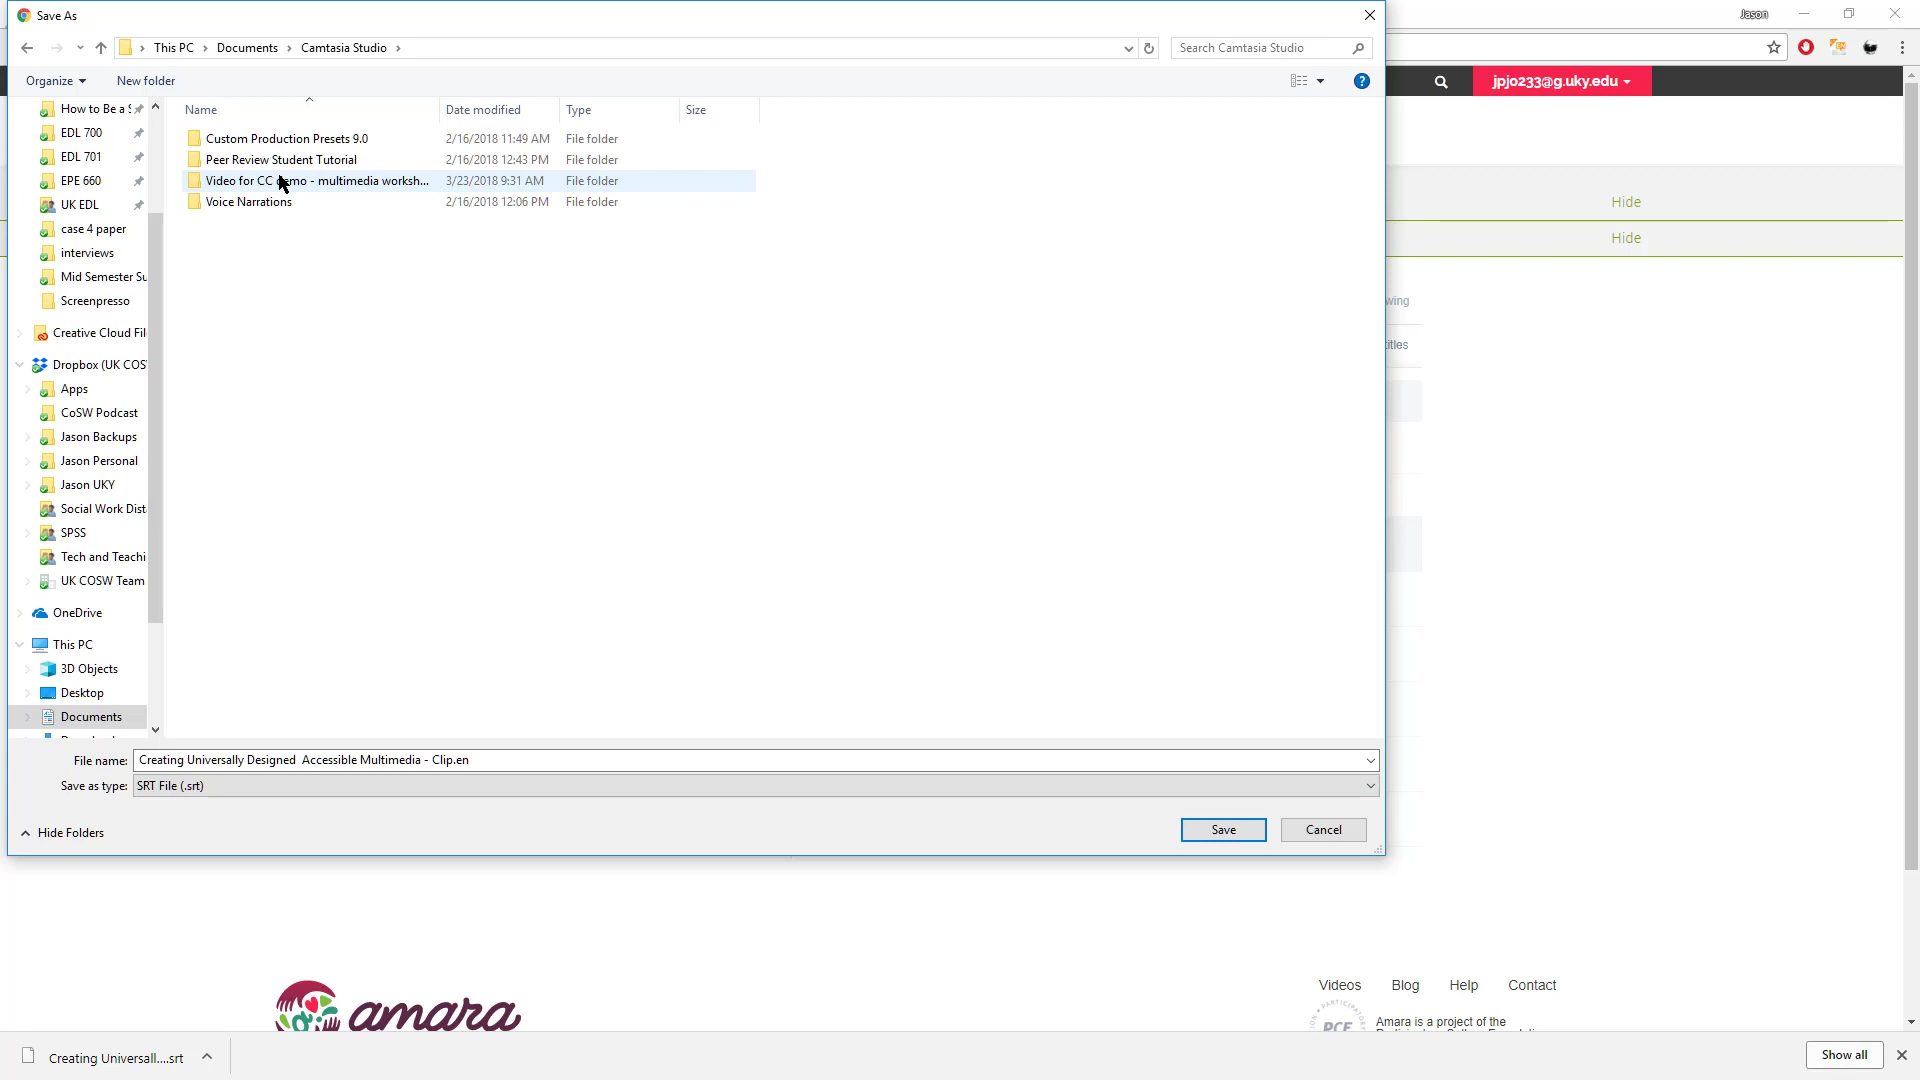 Save As
Jason
This PC > Documents > Camtasia Studio >
Search Camtasia Studio
Organize
New folder
jpjo233@g.uky.edu
Name
Date modified
Type
Size
Custom Production Presets 9.0
2/16/2018 11:49 AM
File folder
Peer Review Student Tutorial
2/16/2018 12:43 PM
File folder
Video for CC demo - multimedia worksh...
3/23/2018 9:31 AM
File folder
Voice Narrations
2/16/2018 12:06 PM
File folder
How to Be a S
EDL 700
EDL 701
EPE 660
UK EDL
case 4 paper
interviews
Mid Semester Su
Screenpresso
Creative Cloud Fil
Dropbox (UK COS
Apps
CoSW Podcast
Jason Backups
Jason Personal
Jason UKY
Social Work Dist
SPSS
Tech and Teachi
UK COSW Team
OneDrive
This PC
3D Objects
Desktop
Documents
Hide
Hide
wing
titles
File name:
Creating Universally Designed  Accessible Multimedia - Clip.en
Save as type:
SRT File (.srt)
Hide Folders
Save
Cancel
amara
Videos
Blog
Help
Contact
PCF
Amara is a project of the
Creating Universall....srt
Show all